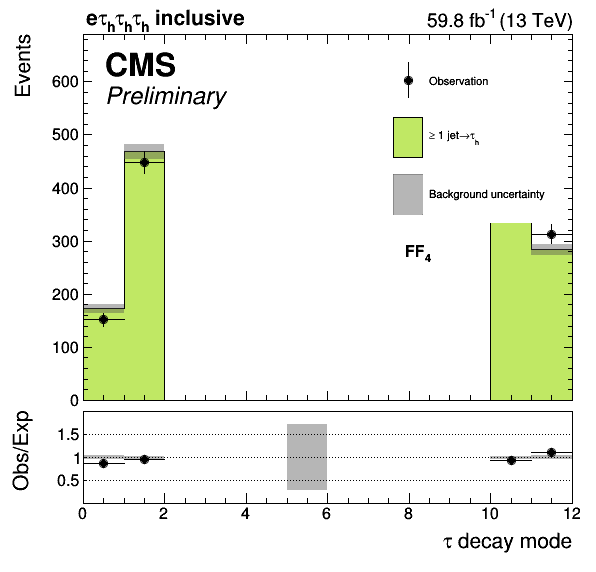 eτhτhτh inclusive
59.8 fb⁻¹ (13 TeV)
Events
CMS
Preliminary
Observation
≥ 1 jet→τh
Background uncertainty
FF4
600
500
400
300
200
100
0
Obs/Exp
1.5
1
0.5
0 2 4 6 8 10 12
τ decay mode